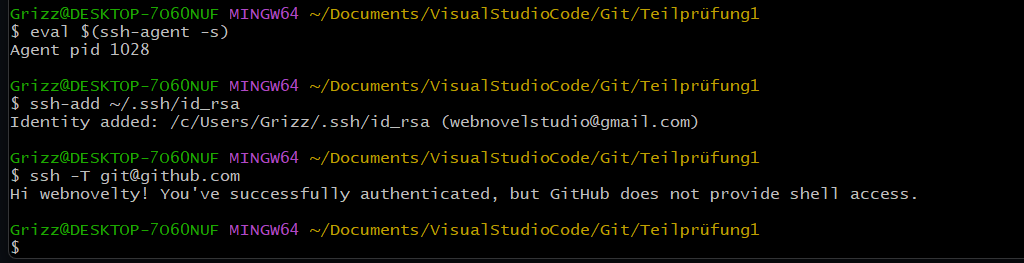 Grizz@DESKTOP-7O60NUF MINGW64 ~/Documents/VisualStudioCode/Git/Teilprüfung1
$ eval $(ssh-agent -s)
Agent pid 1028
Grizz@DESKTOP-7O60NUF MINGW64 ~/Documents/VisualStudioCode/Git/Teilprüfung1
$ ssh-add ~/.ssh/id_rsa
Identity added: /c/Users/Grizz/.ssh/id_rsa (webnovelstudio@gmail.com)
Grizz@DESKTOP-7O60NUF MINGW64 ~/Documents/VisualStudioCode/Git/Teilprüfung1
$ ssh -T git@github.com
Hi webnovelty! You've successfully authenticated, but GitHub does not provide shell access.
Grizz@DESKTOP-7O60NUF MINGW64 ~/Documents/VisualStudioCode/Git/Teilprüfung1
$